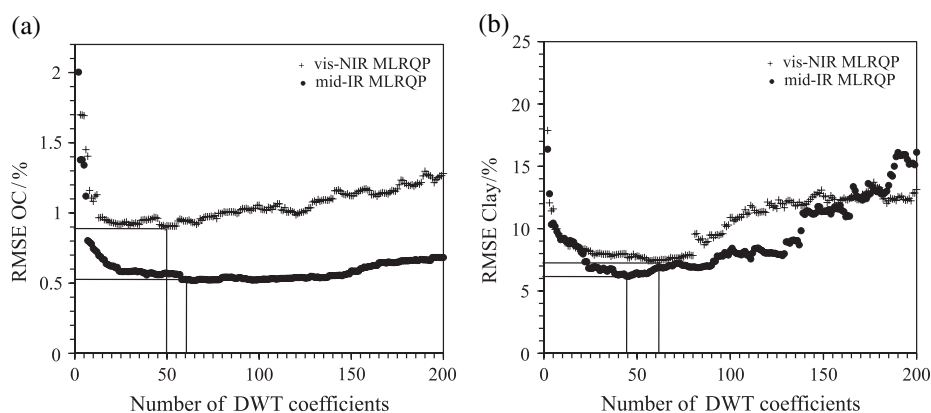 (a)
2
1.5
1
0.5
0
RMSE OC/%
+ vis-NIR MLRQP
• mid-IR MLRQP
0 50 100 150 200
Number of DWT coefficients
(b)
25
20
15
10
5
0
RMSE Clay/%
+ vis-NIR MLRQP
• mid-IR MLRQP
0 50 100 150 200
Number of DWT coefficients